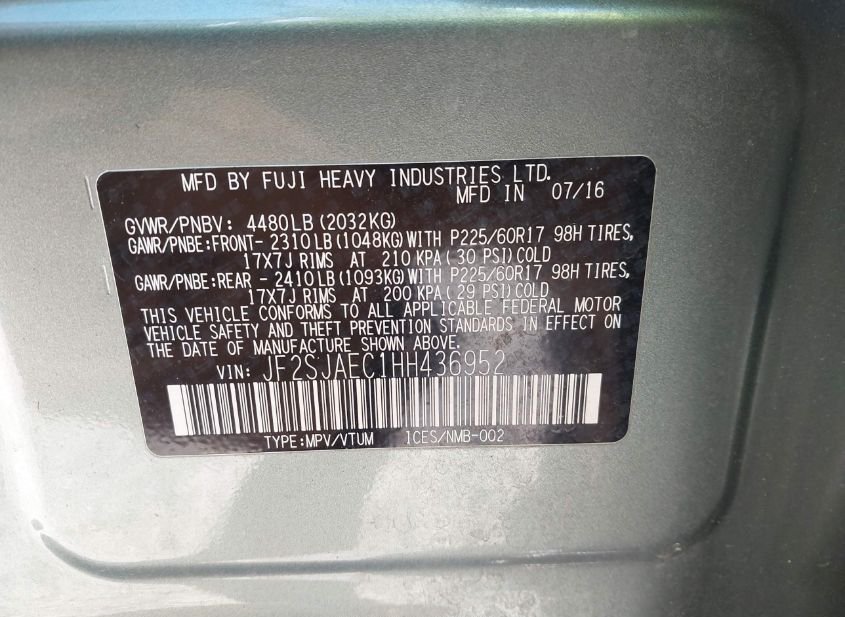 MFD BY FUJI HEAVY INDUSTRIES LTD.
MFD IN 07/16
GVWR/PNBV: 4480LB(2032KG)
GAWR/PNBE:FRONT- 2310LB(1048KG)WITH P225/60R17 98H TIRES,
17X7J RIMS AT 210 KPA(30 PSI)COLD
GAWR/PNBE:REAR - 2410LB(1093KG)WITH P225/60R17 98H TIRES,
17X7J RIMS AT 200 KPA(29 PSI)COLD
THIS VEHICLE CONFORMS TO ALL APPLICABLE FEDERAL MOTOR
VEHICLE SAFETY AND THEFT PREVENTION STANDARDS IN EFFECT ON
THE DATE OF MANUFACTURE SHOWN ABOVE.
VIN: JF2SJAEC1HH436952
TYPE:MPV/VTUM ICES/NMB-002